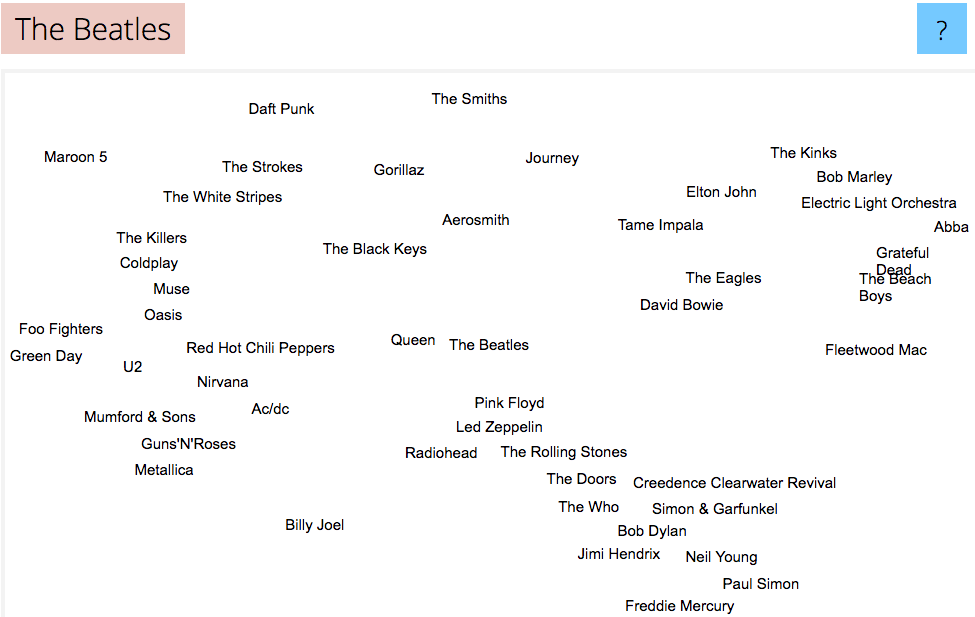 The Beatles
?
The Smiths
Daft Punk
The Kinks
Maroon 5
Journey
The Strokes
Gorillaz
Bob Marley
Elton John
The White Stripes
Electric Light Orchestra
Aerosmith
Tame Impala
Abba
The Killers
The Black Keys
Grateful
Dead
Coldplay
The Eagles
The Beach
Boys
Muse
David Bowie
Oasis
Foo Fighters
Queen
The Beatles
Red Hot Chili Peppers
Fleetwood Mac
Green Day
U2
Nirvana
Pink Floyd
Ac/dc
Mumford & Sons
Led Zeppelin
Guns'N'Roses
Radiohead
The Rolling Stones
Metallica
The Doors
Creedence Clearwater Revival
The Who
Simon & Garfunkel
Billy Joel
Bob Dylan
Jimi Hendrix
Neil Young
Paul Simon
Freddie Mercury